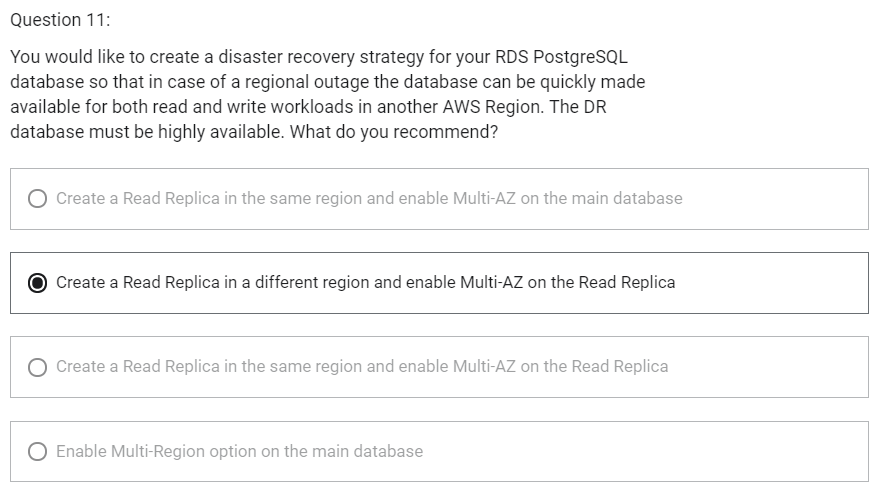 Question 11:
You would like to create a disaster recovery strategy for your RDS PostgreSQL
database so that in case of a regional outage the database can be quickly made
available for both read and write workloads in another AWS Region. The DR
database must be highly available. What do you recommend?
Create a Read Replica in the same region and enable Multi-AZ on the main database
Create a Read Replica in a different region and enable Multi-AZ on the Read Replica
Create a Read Replica in the same region and enable Multi-AZ on the Read Replica
Enable Multi-Region option on the main database